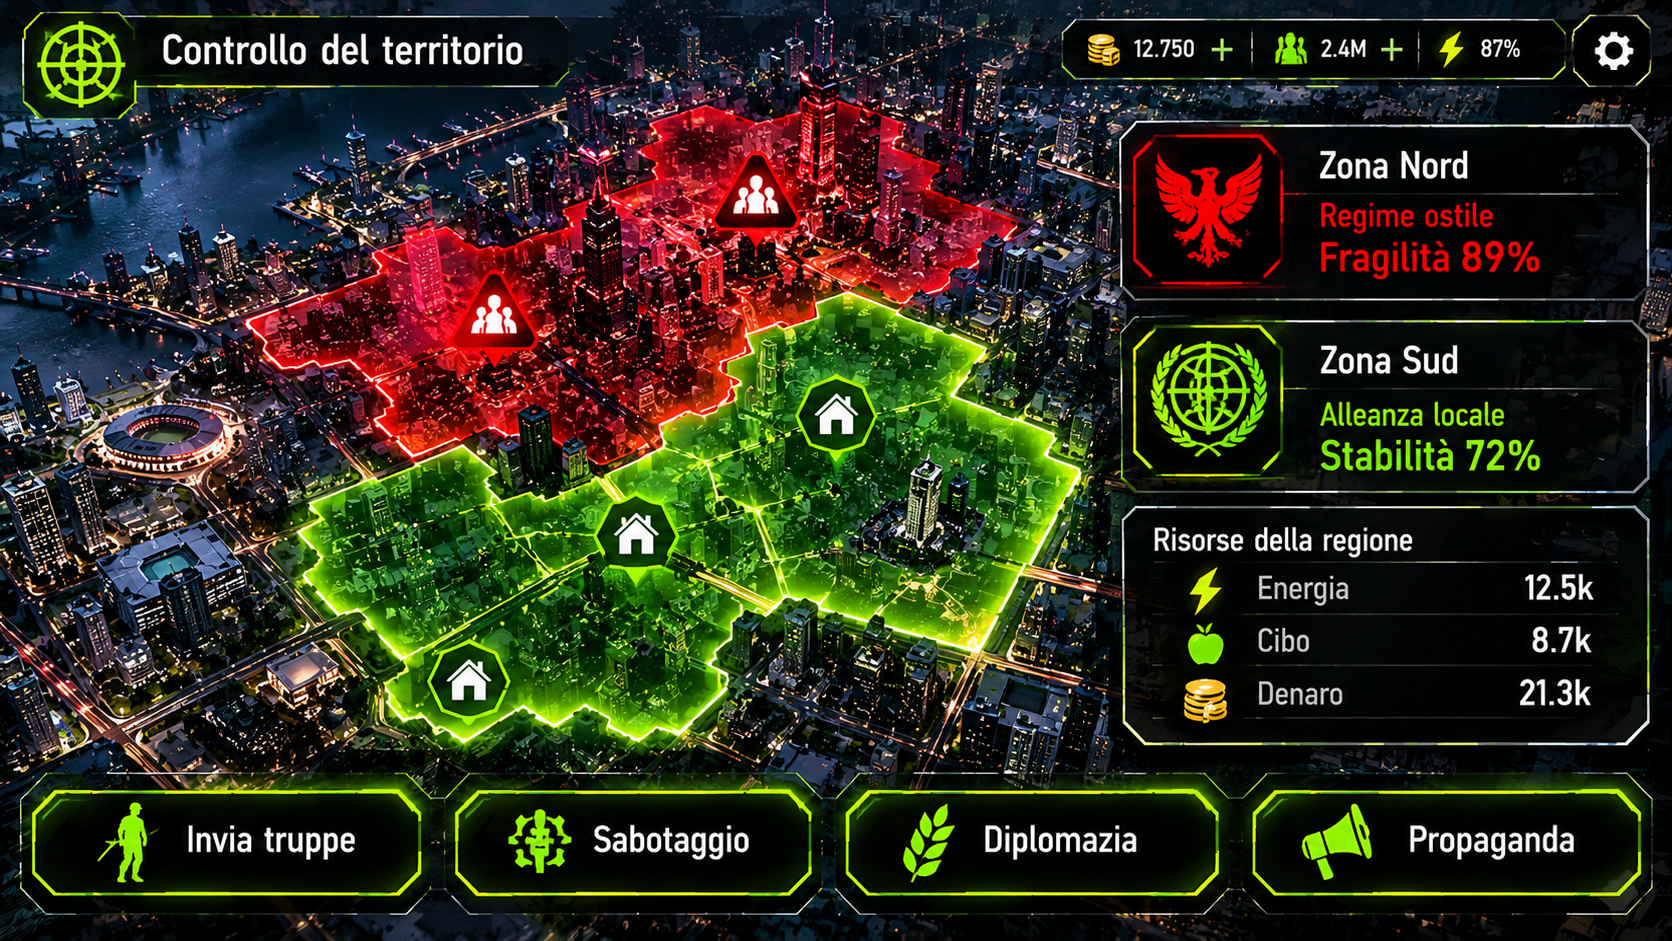 Controllo del territorio
12.750 +
2.4M +
87%
Zona Nord
Regime ostile
Fragilità 89%
Zona Sud
Alleanza locale
Stabilità 72%
Risorse della regione
Energia 12.5k
Cibo 8.7k
Denaro 21.3k
Invia truppe
Sabotaggio
Diplomazia
Propaganda